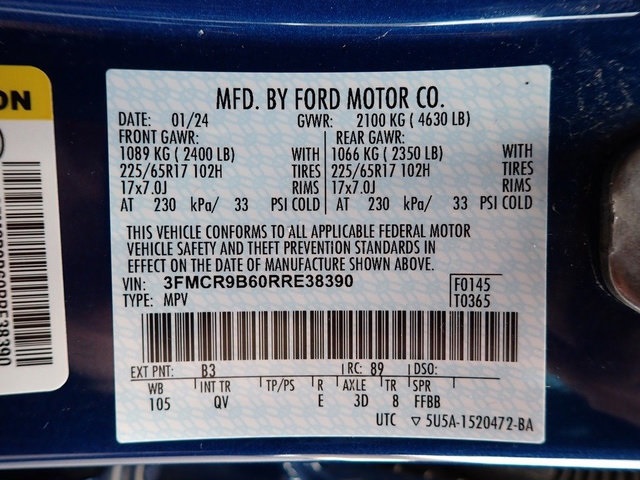 ON
MFD. BY FORD MOTOR CO.
DATE: 01/24 GVWR: 2100 KG ( 4630 LB)
FRONT GAWR: REAR GAWR:
1089 KG ( 2400 LB) WITH 1066 KG ( 2350 LB) WITH
225/65R17 102H TIRES 225/65R17 102H TIRES
17x7.0J RIMS 17x7.0J RIMS
AT 230 kPa/ 33 PSI COLD AT 230 kPa/ 33 PSI COLD
THIS VEHICLE CONFORMS TO ALL APPLICABLE FEDERAL MOTOR
VEHICLE SAFETY AND THEFT PREVENTION STANDARDS IN
EFFECT ON THE DATE OF MANUFACTURE SHOWN ABOVE.
VIN: 3FMCR9B60RRE38390 F0145
TYPE: MPV T0365
EXT PNT: B3 RC: 89 DSO:
WB INT TR TP/PS R AXLE TR SPR
105 QV E 3D 8 FFBB
UTC ▽ 5U5A-1520472-BA